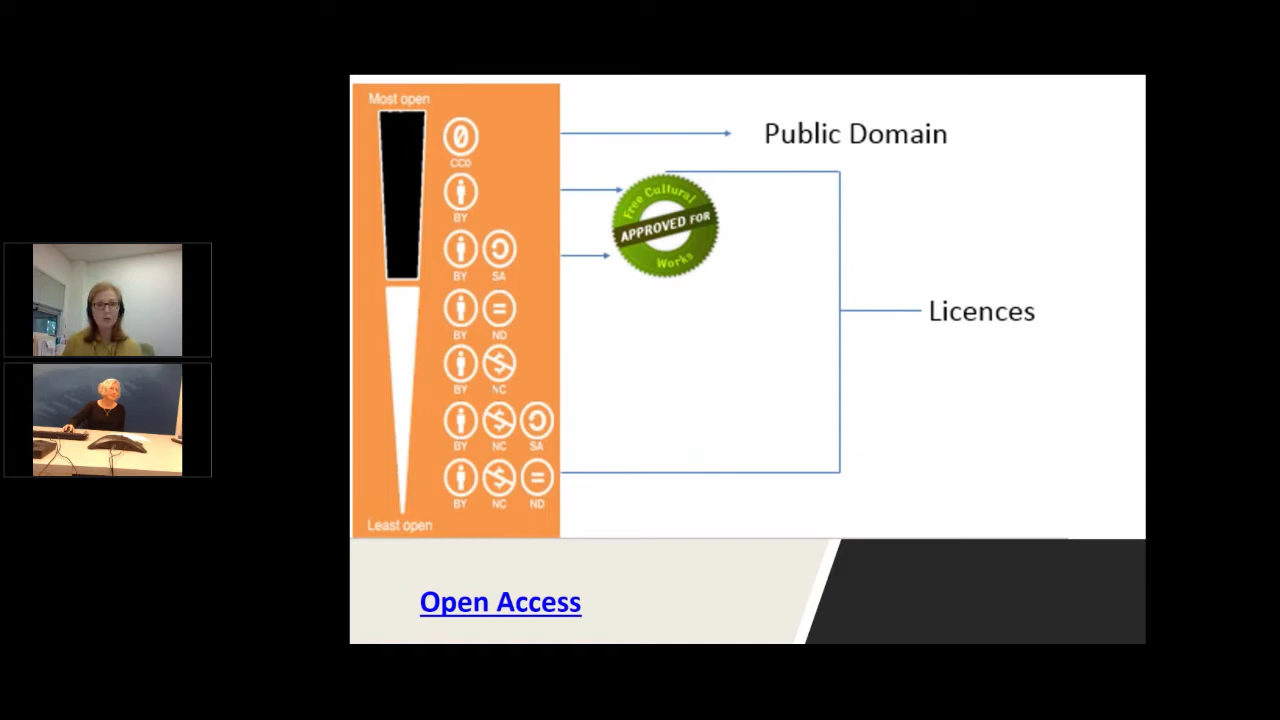 Most open
CC0
BY
BY SA
BY ND
BY NC
BY NC SA
BY NC ND
Least open
Public Domain
Free Cultural
APPROVED FOR
Works
Licences
Open Access